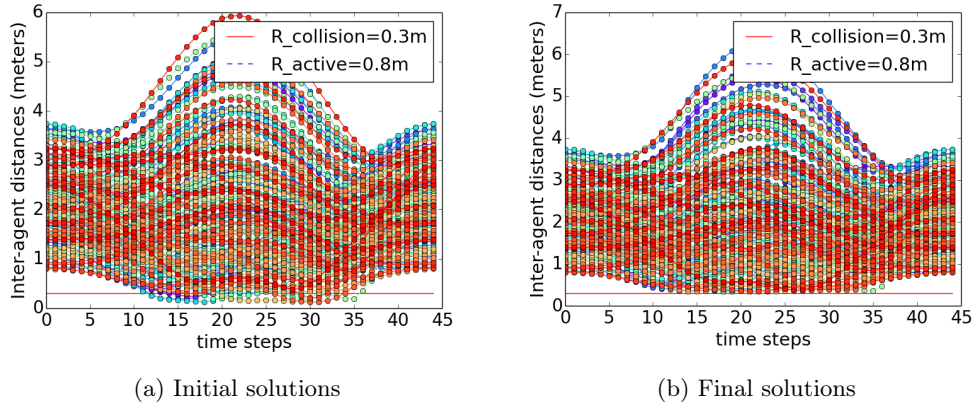 6
5
4
3
2
1
0
Inter-agent distances (meters)
R_collision=0.3m
R_active=0.8m
0 5 10 15 20 25 30 35 40 45
time steps
(a) Initial solutions
7
6
5
4
3
2
1
0
Inter-agent distances (meters)
R_collision=0.3m
R_active=0.8m
0 5 10 15 20 25 30 35 40 45
time steps
(b) Final solutions